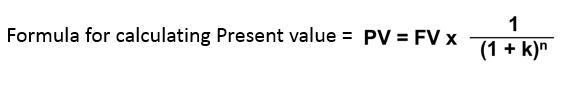 Formula for calculating Present value = PV = FV x 1
(1 + k)ⁿ